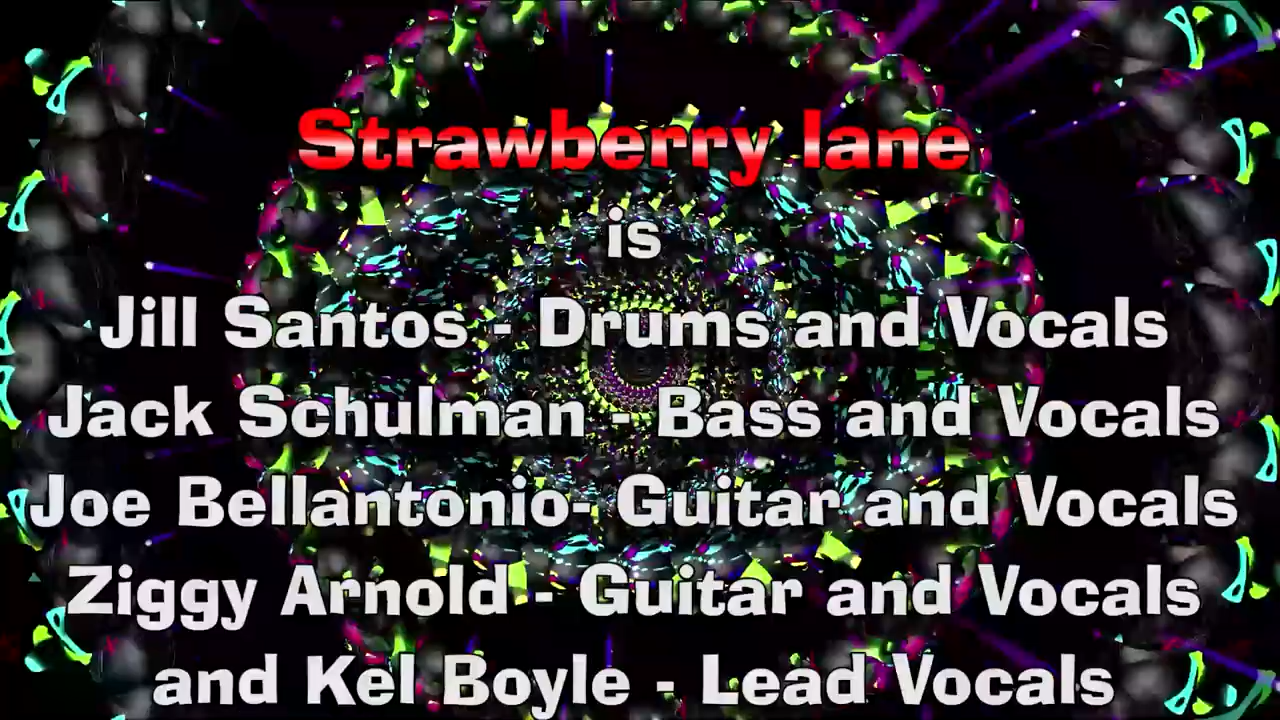 Strawberry lane
is
Jill Santos - Drums and Vocals
Jack Schulman - Bass and Vocals
Joe Bellantonio- Guitar and Vocals
Ziggy Arnold - Guitar and Vocals
and Kel Boyle - Lead Vocals